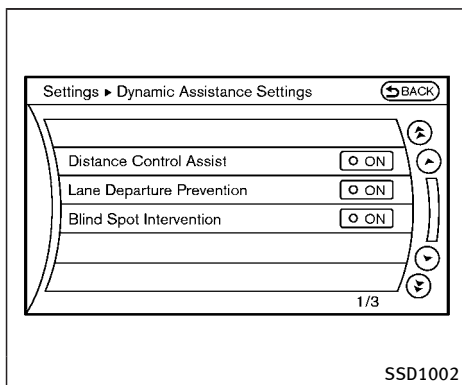 Settings ▸ Dynamic Assistance Settings BACK
Distance Control Assist ON
Lane Departure Prevention ON
Blind Spot Intervention ON
1/3
SSD1002